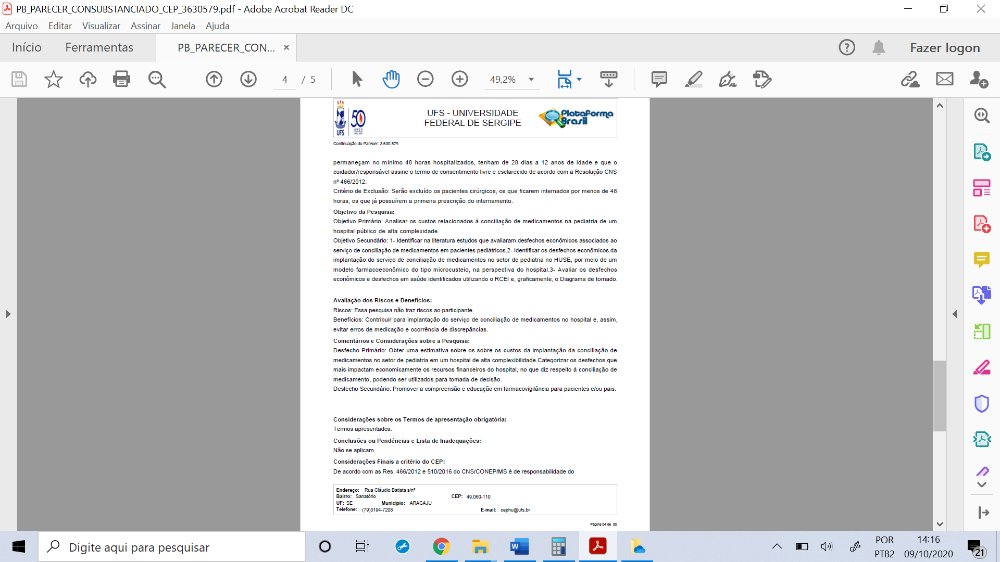 PB_PARECER_CONSUBSTANCIADO_CEP_3630579.pdf - Adobe Acrobat Reader DC
Arquivo Editar Visualizar Assinar Janela Ajuda
Início Ferramentas PB_PARECER_CON... × Fazer logon
4 / 5 49,2%
UFS 50 ANOS
UFS - UNIVERSIDADE
FEDERAL DE SERGIPE
Plataforma
Brasil
Continuação do Parecer: 3.630.579
permaneçam no mínimo 48 horas hospitalizados, tenham de 28 dias a 12 anos de idade e que o
cuidador/responsável assine o termo de consentimento livre e esclarecido de acordo com a Resolução CNS
nº 466/2012.
Critério de Exclusão: Serão excluído os pacientes cirúrgicos, os que ficarem internados por menos de 48
horas, os que já possuírem a primeira prescrição do internamento.
Objetivo da Pesquisa:
Objetivo Primário: Analisar os custos relacionados à conciliação de medicamentos na pediatria de um
hospital público de alta complexidade.
Objetivo Secundário: 1- Identificar na literatura estudos que avaliaram desfechos econômicos associados ao
serviço de conciliação de medicamentos em pacientes pediátricos.2- Identificar os desfechos econômicos da
implantação do serviço de conciliação de medicamentos no setor de pediatria no HUSE, por meio de um
modelo farmacoeconômico do tipo microcusteio, na perspectiva do hospital.3- Avaliar os desfechos
econômicos e desfechos em saúde identificados utilizando o RCEI e, graficamente, o Diagrama de tornado.
Avaliação dos Riscos e Benefícios:
Riscos: Essa pesquisa não traz riscos ao participante.
Benefícios: Contribuir para implantação do serviço de conciliação de medicamentos no hospital e, assim,
evitar erros de medicação e ocorrência de discrepâncias.
Comentários e Considerações sobre a Pesquisa:
Desfecho Primário: Obter uma estimativa sobre os sobre os custos da implantação da conciliação de
medicamentos no setor de pediatria em um hospital de alta complexibilidade.Categorizar os desfechos que
mais impactam economicamente os recursos financeiros do hospital, no que diz respeito à conciliação de
medicamento, podendo ser utilizados para tomada de decisão.
Desfecho Secundário: Promover a compreensão e educação em farmacovigilância para pacientes e/ou pais.
Considerações sobre os Termos de apresentação obrigatória:
Termos apresentados.
Conclusões ou Pendências e Lista de Inadequações:
Não se aplicam.
Considerações Finais a critério do CEP:
De acordo com as Res. 466/2012 e 510/2016 do CNS/CONEP/MS é de responsabilidade do
Endereço: Rua Cláudio Batista s/nº
Bairro: Sanatório CEP: 49.060-110
UF: SE Município: ARACAJU
Telefone: (79)3194-7208 E-mail: cephu@ufs.br
Página 04 de 05
Digite aqui para pesquisar
POR
PTB2
14:16
09/10/2020
21